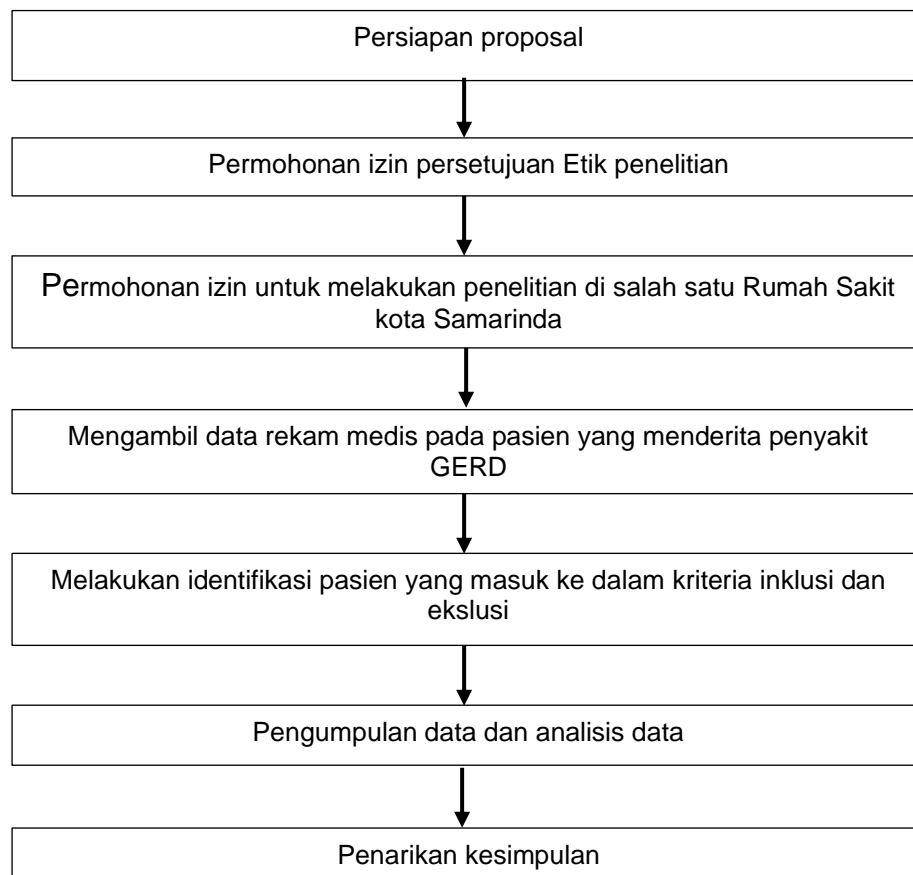 Persiapan proposal
Permohonan izin persetujuan Etik penelitian
Permohonan izin untuk melakukan penelitian di salah satu Rumah Sakit
kota Samarinda
Mengambil data rekam medis pada pasien yang menderita penyakit
GERD
Melakukan identifikasi pasien yang masuk ke dalam kriteria inklusi dan
ekslusi
Pengumpulan data dan analisis data
Penarikan kesimpulan